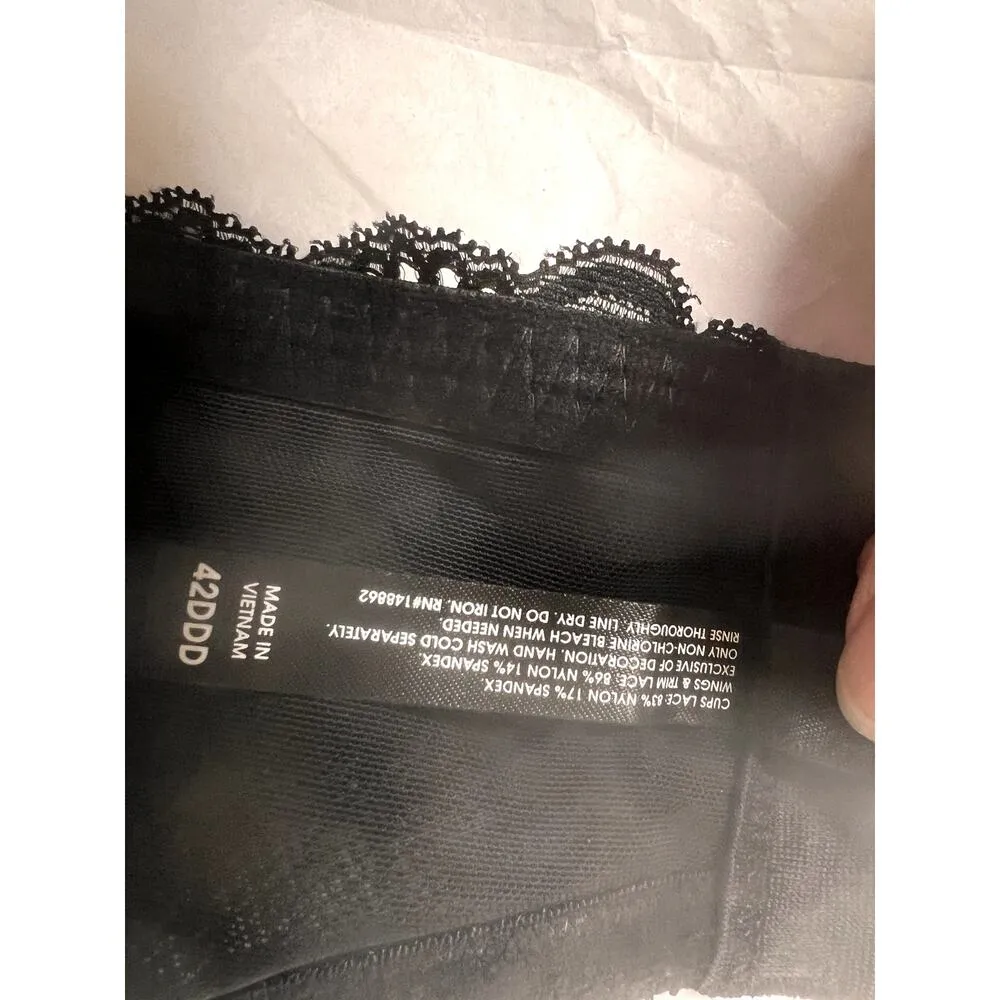 CUPS LACE: 83% NYLON 17% SPANDEX.
WINGS & TRIM LACE: 86% NYLON 14% SPANDEX.
EXCLUSIVE OF DECORATION. HAND WASH COLD SEPARATELY.
ONLY NON-CHLORINE BLEACH WHEN NEEDED.
RINSE THOROUGHLY. LINE DRY. DO NOT IRON. RN#148862
MADE IN
VIETNAM
42DDD